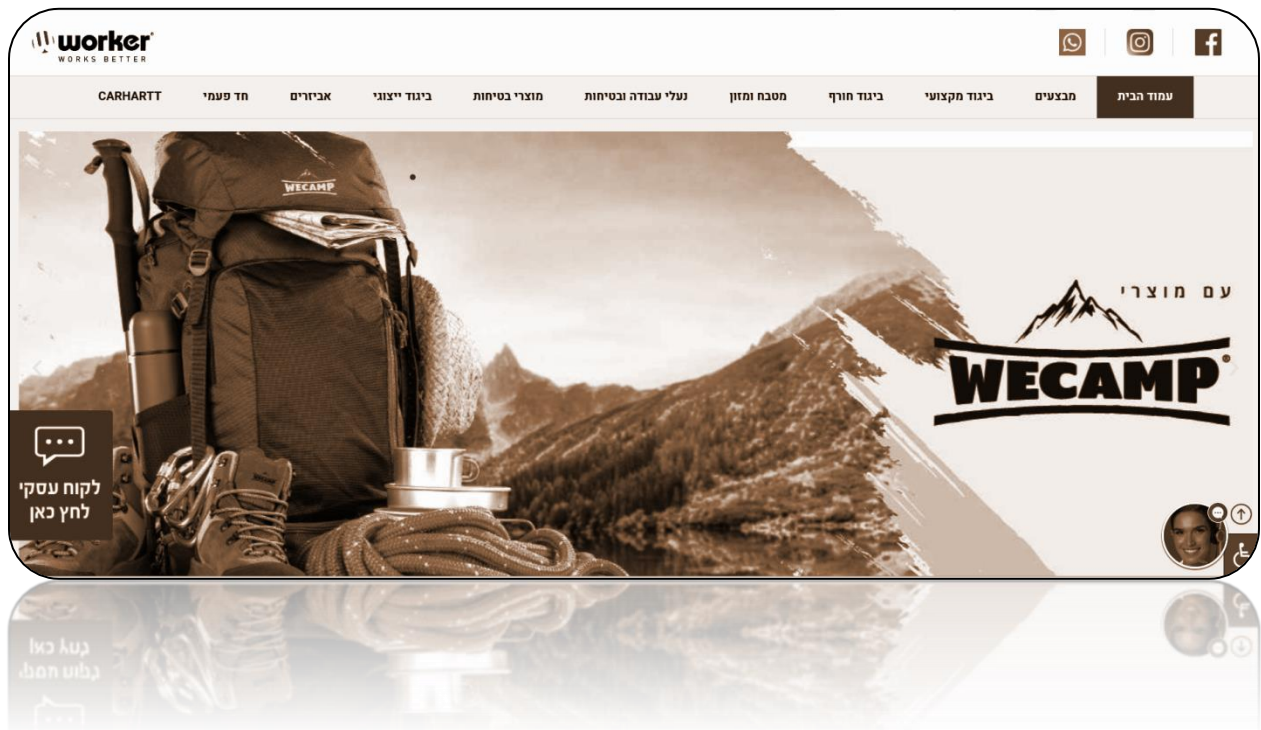 worker
WORKS BETTER
עמוד הבית מבצעים ביגוד מקצועי ביגוד חורף מטבח ומזון נעלי עבודה ובטיחות מוצרי בטיחות ביגוד ייצוגי אביזרים חד פעמי CARHARTT
WECAMP
עם מוצרי
WECAMP®
לקוח עסקי
לחץ כאן